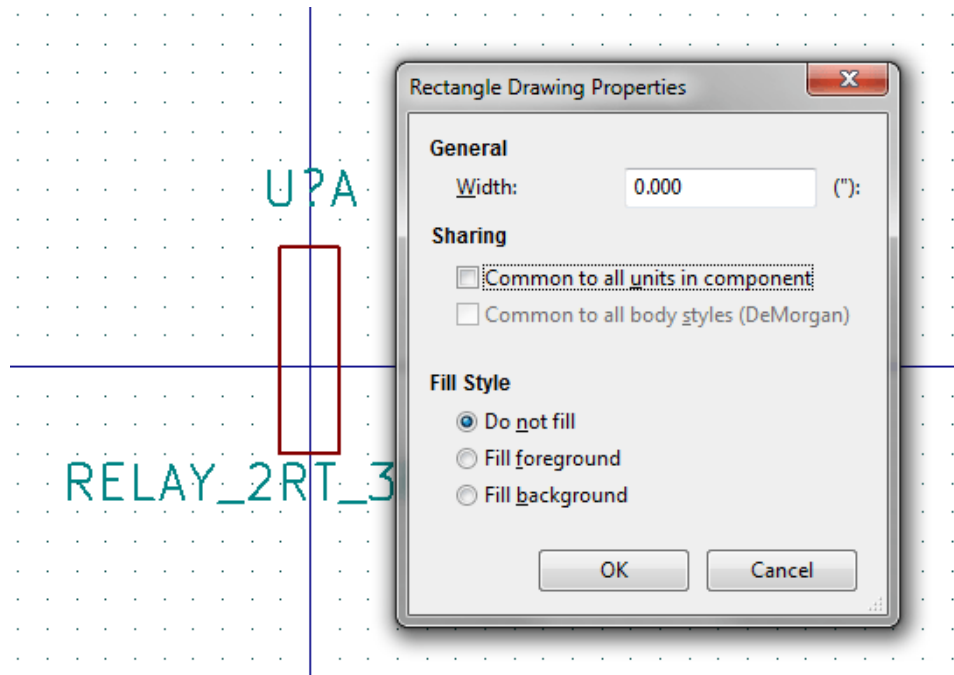 Rectangle Drawing Properties
General
Width: 0.000 ("):
U?A
Sharing
Common to all units in component
Common to all body styles (DeMorgan)
Fill Style
Do not fill
Fill foreground
RELAY_2RT_3
Fill background
OK Cancel